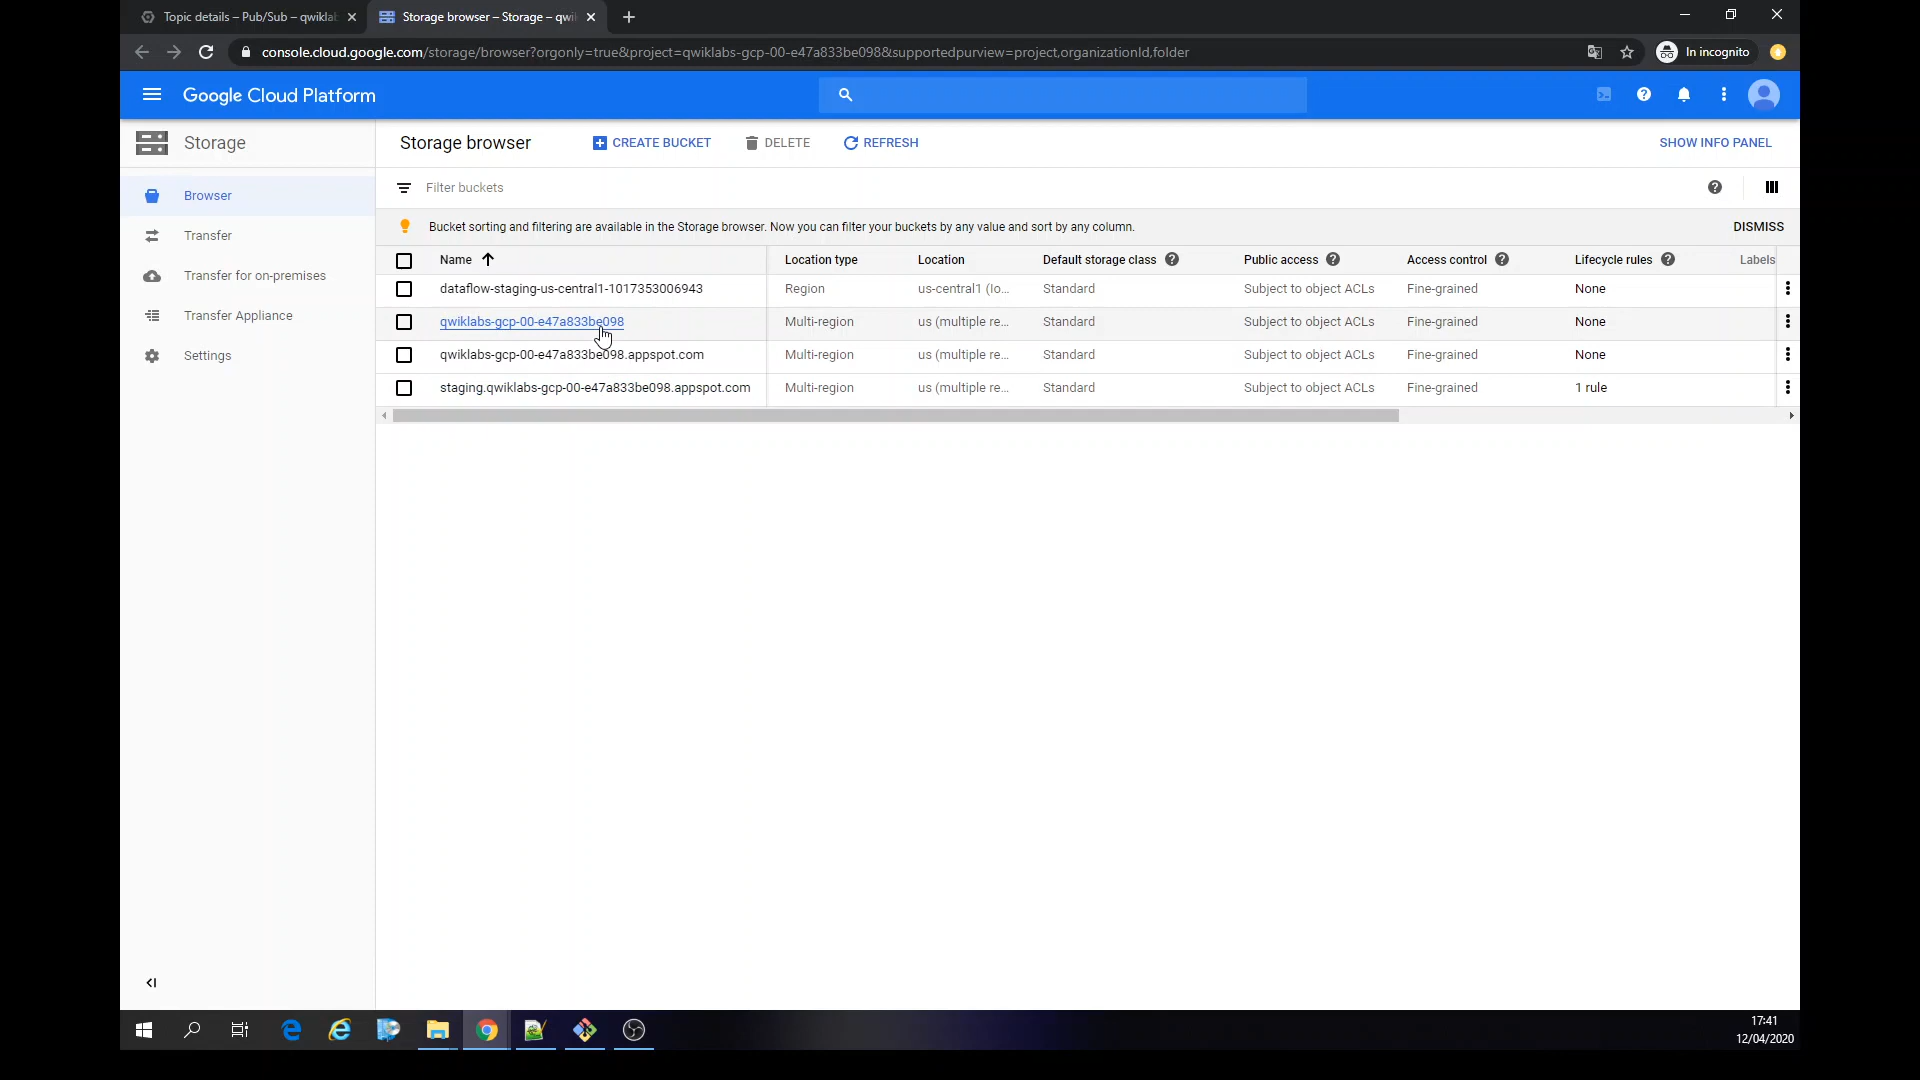 Topic details – Pub/Sub – qwikla
Storage browser – Storage – qwi
console.cloud.google.com/storage/browser?orgonly=true&project=qwiklabs-gcp-00-e47a833be098&supportedpurview=project,organizationId,folder
In incognito
Google Cloud Platform
Storage
Storage browser
CREATE BUCKET
DELETE
REFRESH
SHOW INFO PANEL
Browser
Transfer
Transfer for on-premises
Transfer Appliance
Settings
Filter buckets
Bucket sorting and filtering are available in the Storage browser. Now you can filter your buckets by any value and sort by any column.
DISMISS
Name Location type Location Default storage class Public access Access control Lifecycle rules Labels
dataflow-staging-us-central1-1017353006943 Region us-central1 (Io... Standard Subject to object ACLs Fine-grained None
qwiklabs-gcp-00-e47a833be098 Multi-region us (multiple re... Standard Subject to object ACLs Fine-grained None
qwiklabs-gcp-00-e47a833be098.appspot.com Multi-region us (multiple re... Standard Subject to object ACLs Fine-grained None
staging.qwiklabs-gcp-00-e47a833be098.appspot.com Multi-region us (multiple re... Standard Subject to object ACLs Fine-grained 1 rule
17:41
12/04/2020